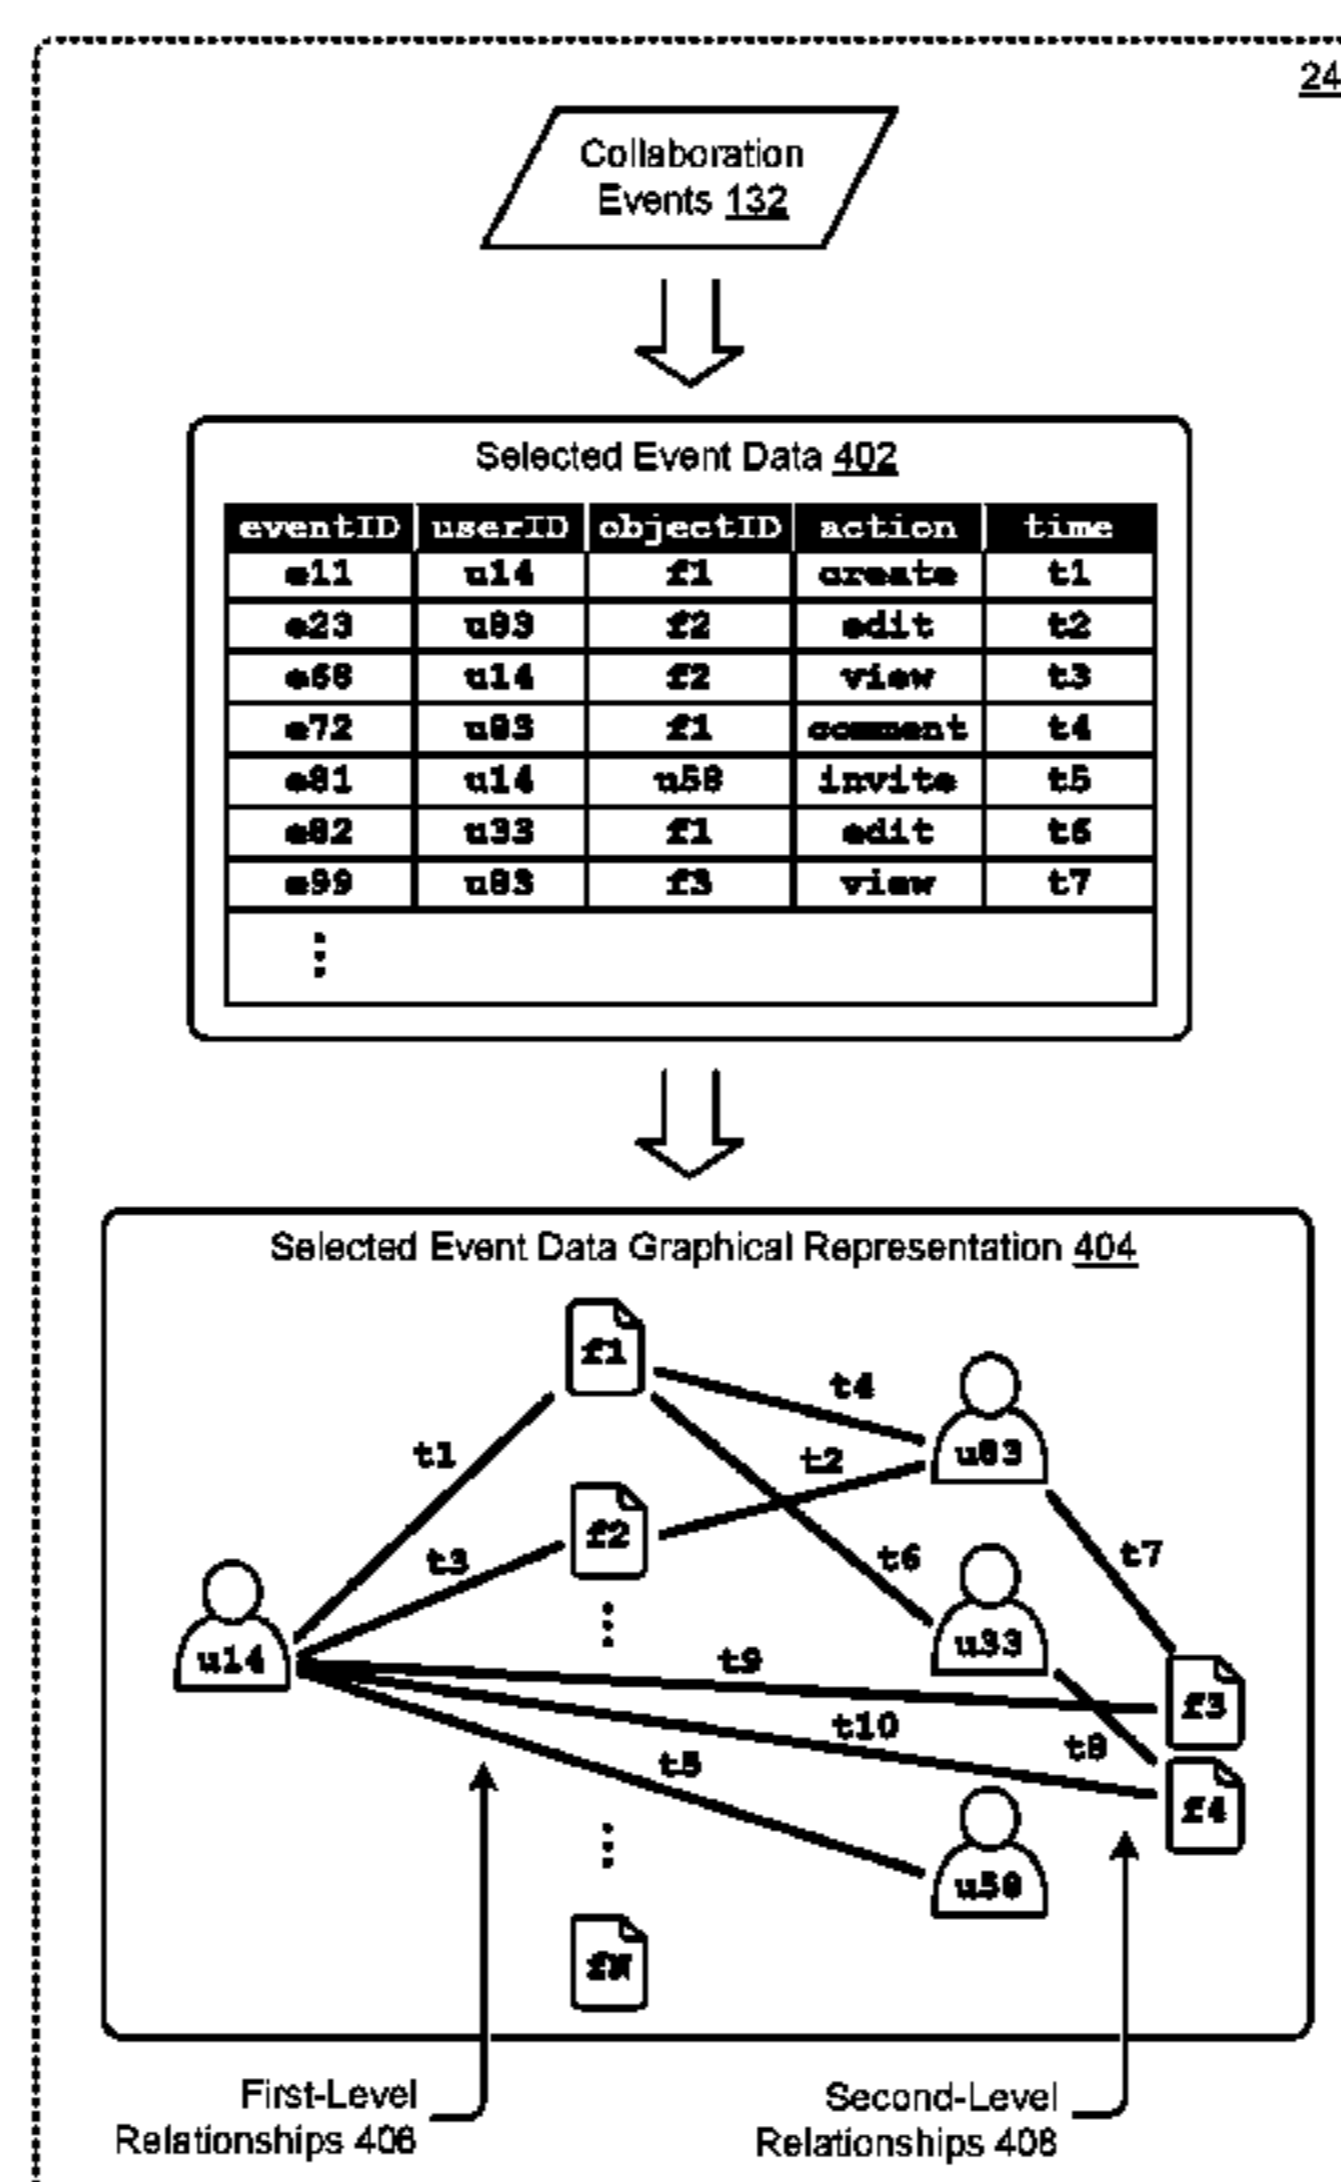 24
Collaboration
Events 132
Selected Event Data 402
eventID userID objectID action time
e11 u14 f1 create t1
e23 u83 f2 edit t2
e68 u14 f2 view t3
e72 u83 f1 comment t4
e81 u14 u58 invite t5
e82 u33 f1 edit t6
e99 u83 f3 view t7
⋮
Selected Event Data Graphical Representation 404
f1
t4
u83
t1
t2
f2
t3
t6
t7
u33
u14
t9
f3
t10
t8
t5
f4
u58
fN
First-Level
Relationships 406
Second-Level
Relationships 408